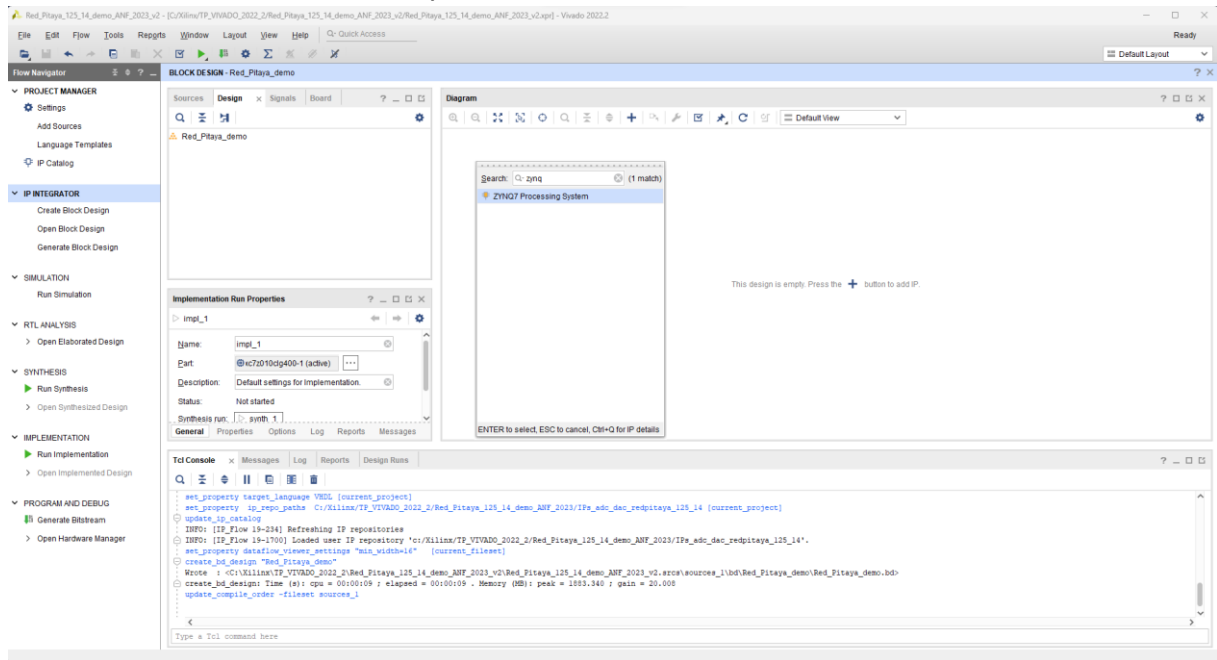 Red_Pitaya_125_14_demo_ANF_2023_v2 - [C:/Xilinx/TP_VIVADO_2022_2/Red_Pitaya_125_14_demo_ANF_2023_v2/Red_Pitaya_125_14_demo_ANF_2023_v2.xpr] - Vivado 2022.2
File Edit Flow Tools Reports Window Layout View Help Q- Quick Access
Ready
Default Layout
Flow Navigator
BLOCK DESIGN - Red_Pitaya_demo
PROJECT MANAGER
Settings
Add Sources
Language Templates
IP Catalog
IP INTEGRATOR
Create Block Design
Open Block Design
Generate Block Design
SIMULATION
Run Simulation
RTL ANALYSIS
Open Elaborated Design
SYNTHESIS
Run Synthesis
Open Synthesized Design
IMPLEMENTATION
Run Implementation
Open Implemented Design
PROGRAM AND DEBUG
Generate Bitstream
Open Hardware Manager
Sources Design Signals Board
Red_Pitaya_demo
Implementation Run Properties
impl_1
Name: impl_1
Part: xc7z010clg400-1 (active)
Description: Default settings for Implementation.
Status: Not started
Synthesis run: synth_1
General Properties Options Log Reports Messages
Diagram
Default View
Search: Q- zynq (1 match)
ZYNQ7 Processing System
ENTER to select, ESC to cancel, Ctrl+Q for IP details
This design is empty. Press the + button to add IP.
Tcl Console Messages Log Reports Design Runs
set_property target_language VHDL [current_project]
set_property ip_repo_paths C:/Xilinx/TP_VIVADO_2022_2/Red_Pitaya_125_14_demo_ANF_2023/IPs_adc_dac_redpitaya_125_14 [current_project]
update_ip_catalog
INFO: [IP_Flow 19-234] Refreshing IP repositories
INFO: [IP_Flow 19-1700] Loaded user IP repository 'c:/Xilinx/TP_VIVADO_2022_2/Red_Pitaya_125_14_demo_ANF_2023/IPs_adc_dac_redpitaya_125_14'.
set_property dataflow_viewer_settings "min_width=16" [current_fileset]
create_bd_design "Red_Pitaya_demo"
Wrote : <C:\Xilinx\TP_VIVADO_2022_2\Red_Pitaya_125_14_demo_ANF_2023_v2\Red_Pitaya_125_14_demo_ANF_2023_v2.srcs\sources_1\bd\Red_Pitaya_demo\Red_Pitaya_demo.bd>
create_bd_design: Time (s): cpu = 00:00:09 ; elapsed = 00:00:09 . Memory (MB): peak = 1883.340 ; gain = 20.008
update_compile_order -fileset sources_1
Type a Tcl command here